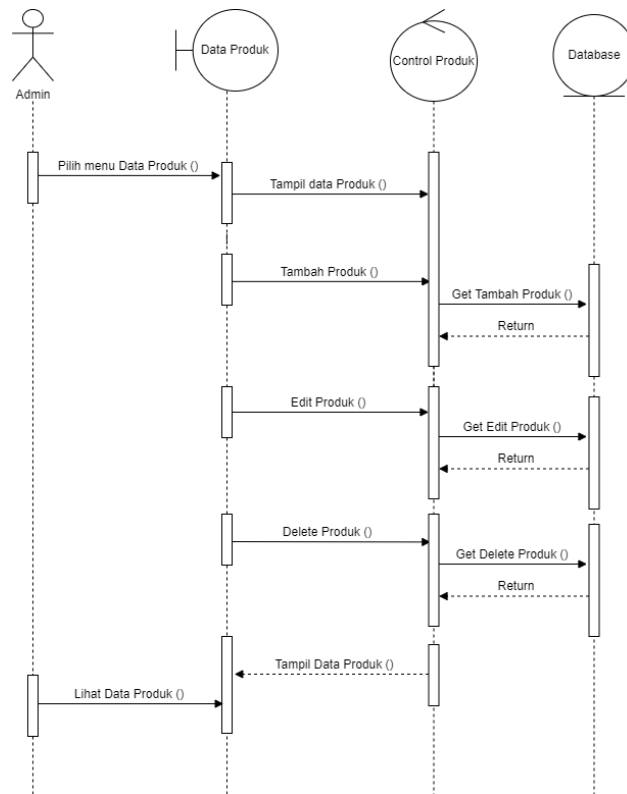 Data Produk
Control Produk
Database
Admin
Pilih menu Data Produk ()
Tampil data Produk ()
Tambah Produk ()
Get Tambah Produk ()
Return
Edit Produk ()
Get Edit Produk ()
Return
Delete Produk ()
Get Delete Produk ()
Return
Tampil Data Produk ()
Lihat Data Produk ()